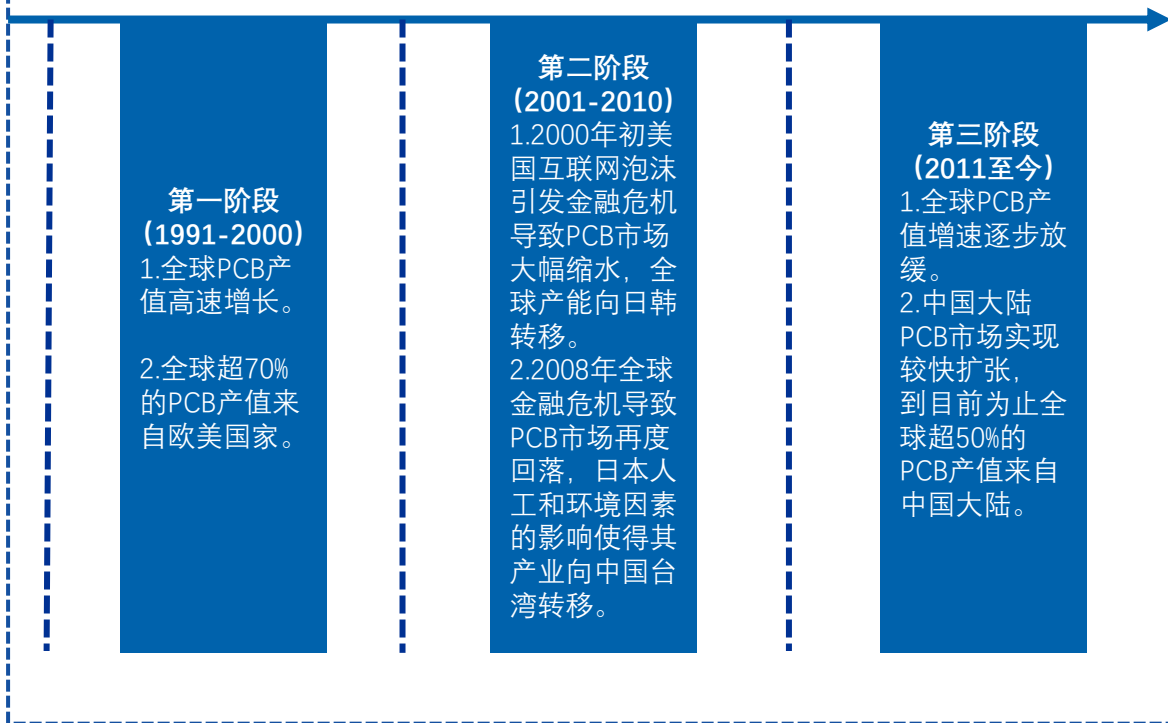 第一阶段
（1991-2000）
1.全球PCB产
值高速增长。
2.全球超70%
的PCB产值来
自欧美国家。
第二阶段
（2001-2010）
1.2000年初美
国互联网泡沫
引发金融危机
导致PCB市场
大幅缩水，全
球产能向日韩
转移。
2.2008年全球
金融危机导致
PCB市场再度
回落，日本人
工和环境因素
的影响使得其
产业向中国台
湾转移。
第三阶段
（2011至今）
1.全球PCB产
值增速逐步放
缓。
2.中国大陆
PCB市场实现
较快扩张，
到目前为止全
球超50%的
PCB产值来自
中国大陆。